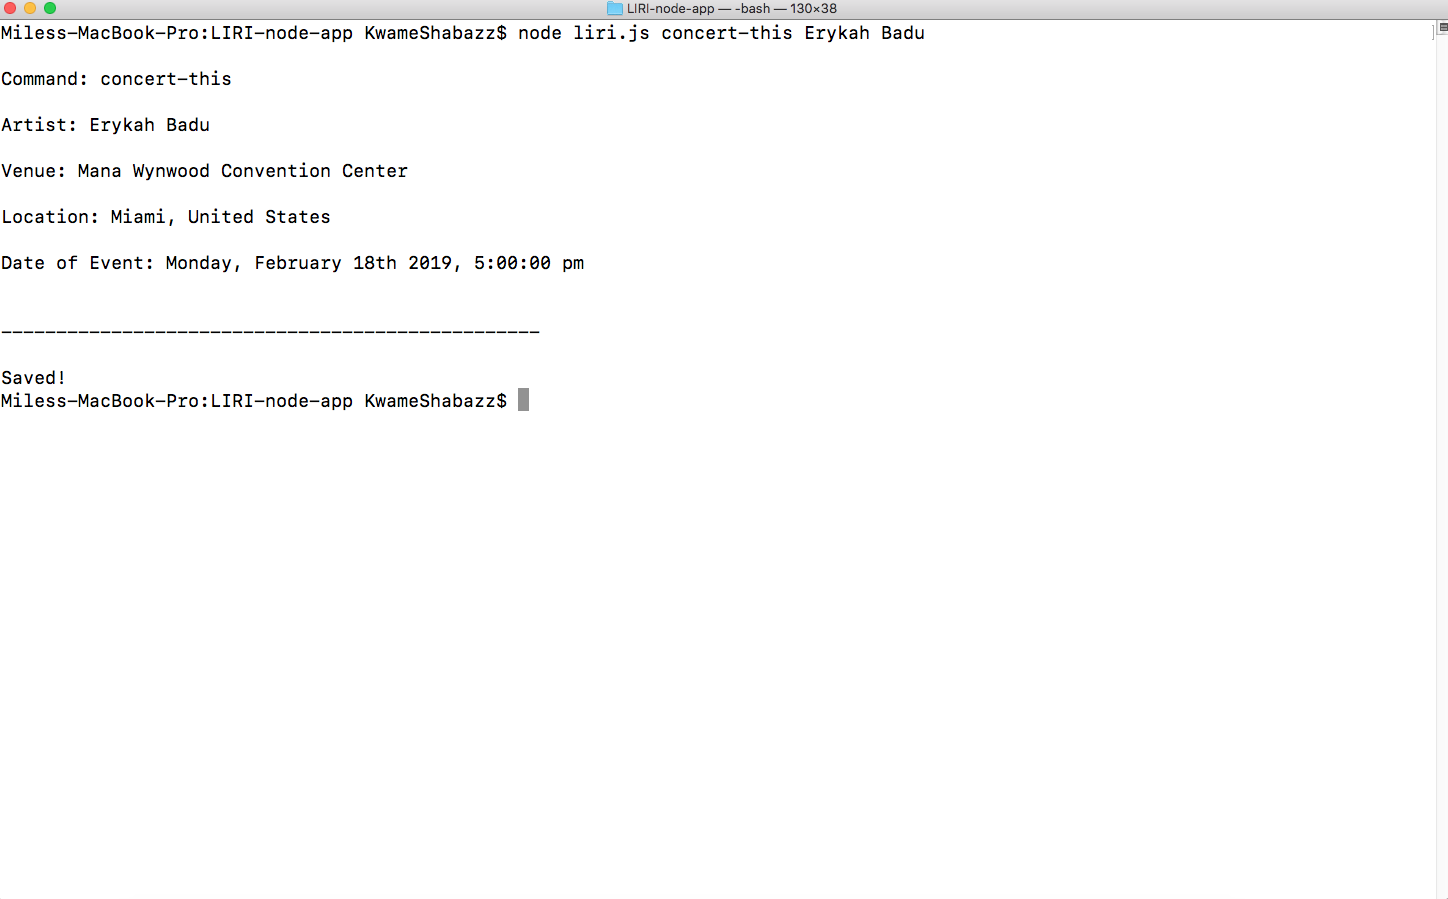 LIRI-node-app — -bash — 130×38
Miless-MacBook-Pro:LIRI-node-app KwameShabazz$ node liri.js concert-this Erykah Badu
Command: concert-this
Artist: Erykah Badu
Venue: Mana Wynwood Convention Center
Location: Miami, United States
Date of Event: Monday, February 18th 2019, 5:00:00 pm
-------------------------------------------------
Saved!
Miless-MacBook-Pro:LIRI-node-app KwameShabazz$